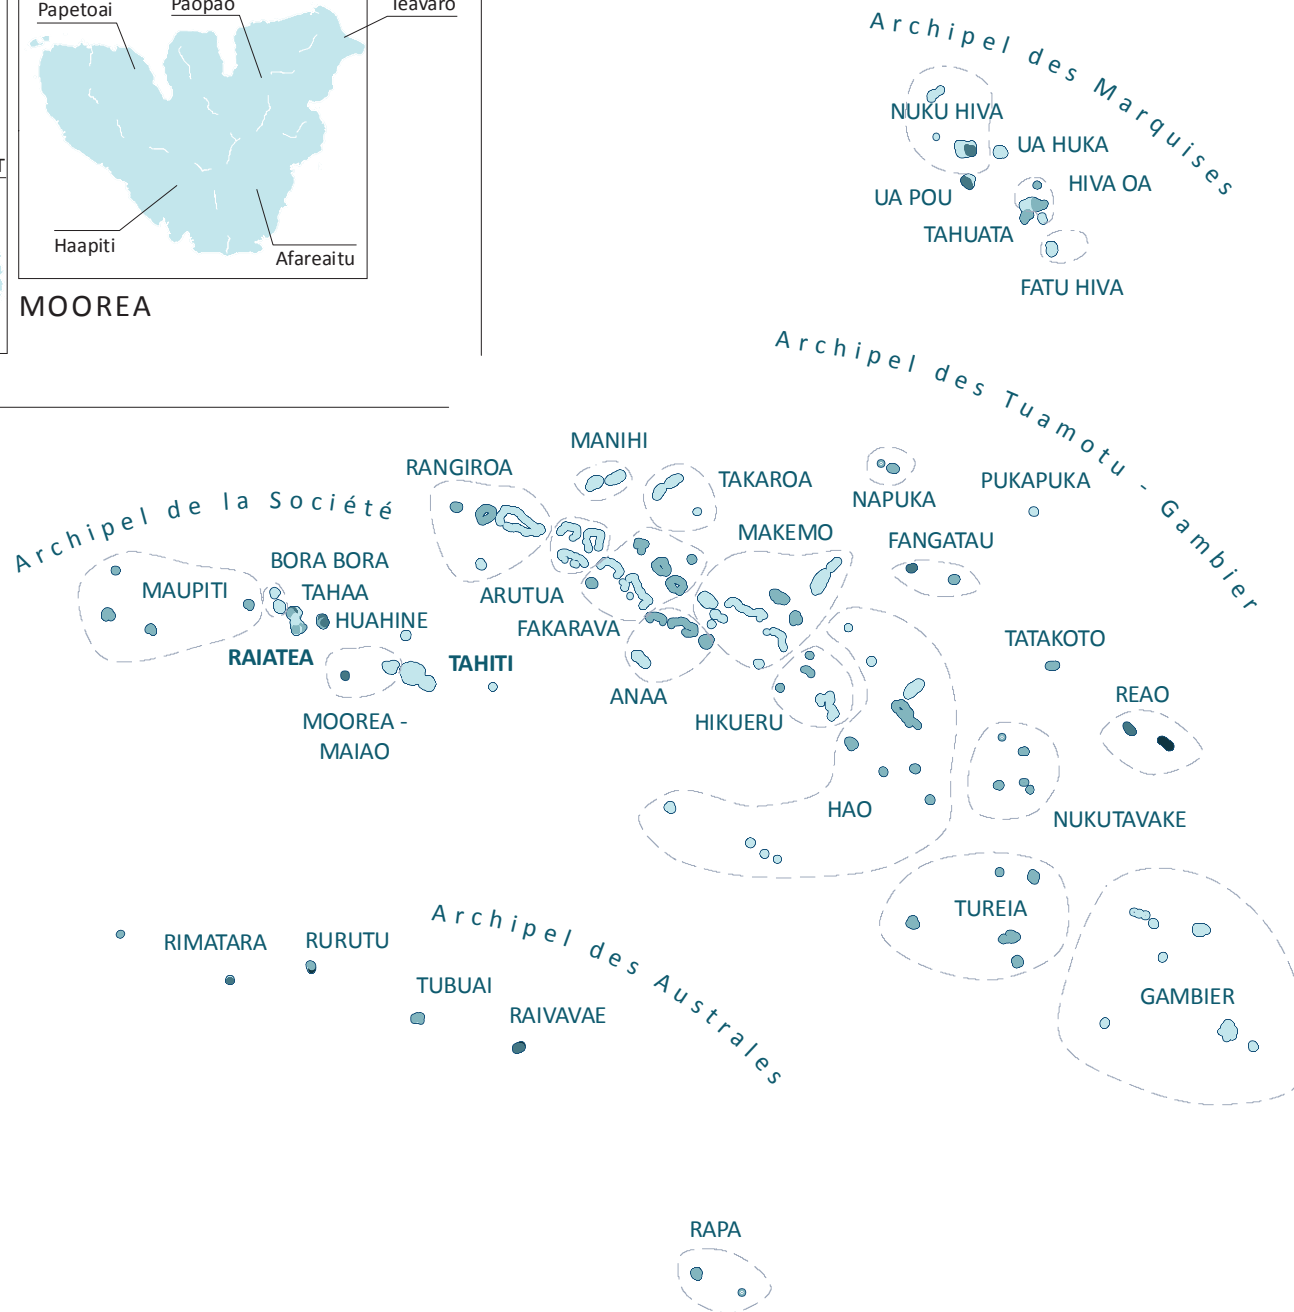 Papetoai
Paopao
Teavaro
Haapiti
Afareaitu
MOOREA
Archipel des Marquises
NUKU HIVA
UA HUKA
HIVA OA
UA POU
TAHUATA
FATU HIVA
Archipel des Tuamotu - Gambier
MANIHI
RANGIROA
TAKAROA
NAPUKA
PUKAPUKA
MAKEMO
FANGATAU
Archipel de la Société
BORA BORA
MAUPITI
TAHAA
HUAHINE
ARUTUA
FAKARAVA
TATAKOTO
RAIATEA
TAHITI
ANAA
REAO
MOOREA -
MAIAO
HIKUERU
HAO
NUKUTAVAKE
TUREIA
Archipel des Australes
RIMATARA
RURUTU
TUBUAI
RAIVAVAE
GAMBIER
RAPA